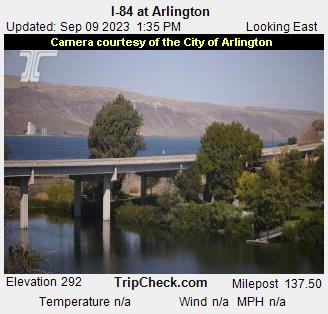 I-84 at Arlington
Updated: Sep 09 2023 1:35 PM Looking East
Camera courtesy of the City of Arlington
Elevation 292 TripCheck.com Milepost 137.50
Temperature n/a Wind n/a MPH n/a